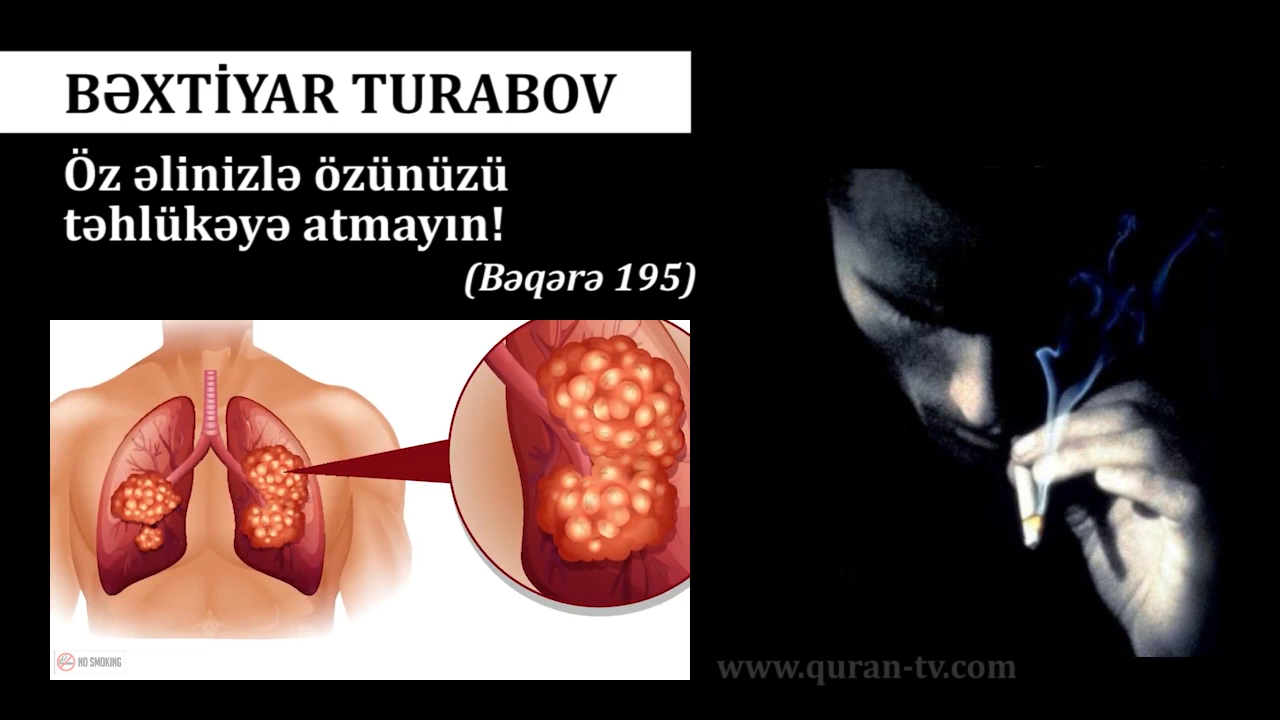 BƏXTİYAR TURABOV
Öz əlinizlə özünüzü
təhlükəyə atmayın!
(Bəqərə 195)
NO SMOKING
www.quran-tv.com